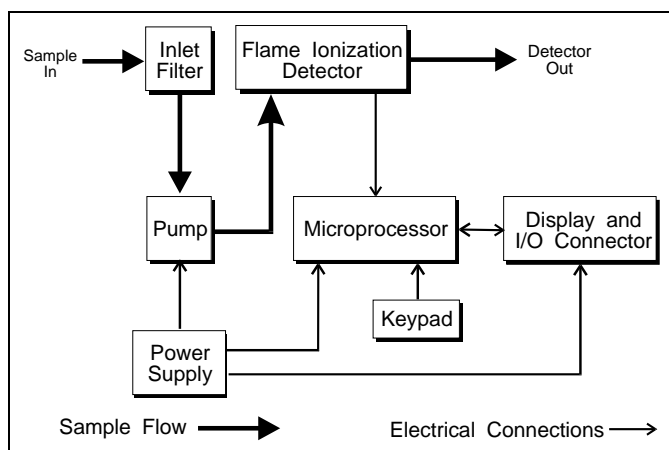 Sample
In
Inlet
Filter
Flame Ionization
Detector
Detector
Out
Pump
Microprocessor
Display and
I/O Connector
Keypad
Power
Supply
Sample Flow
Electrical Connections